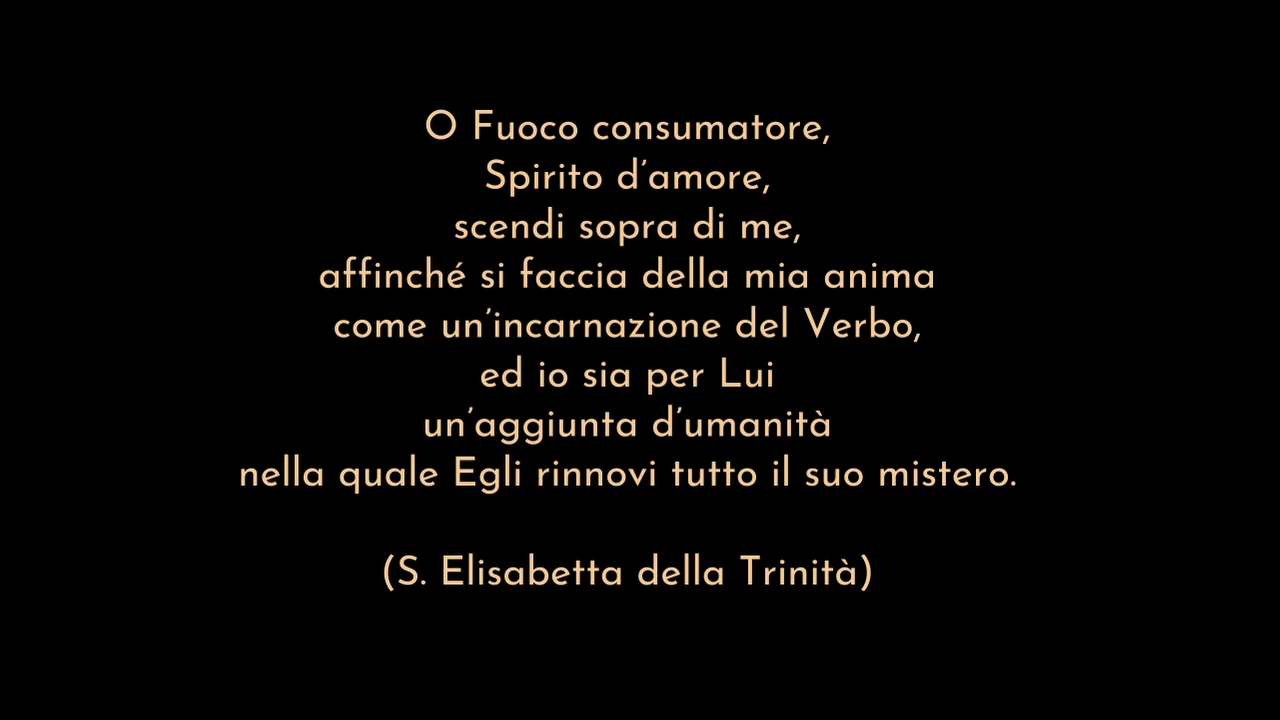 O Fuoco consumatore,
Spirito d’amore,
scendi sopra di me,
affinché si faccia della mia anima
come un’incarnazione del Verbo,
ed io sia per Lui
un’aggiunta d’umanità
nella quale Egli rinnovi tutto il suo mistero.
(S. Elisabetta della Trinità)